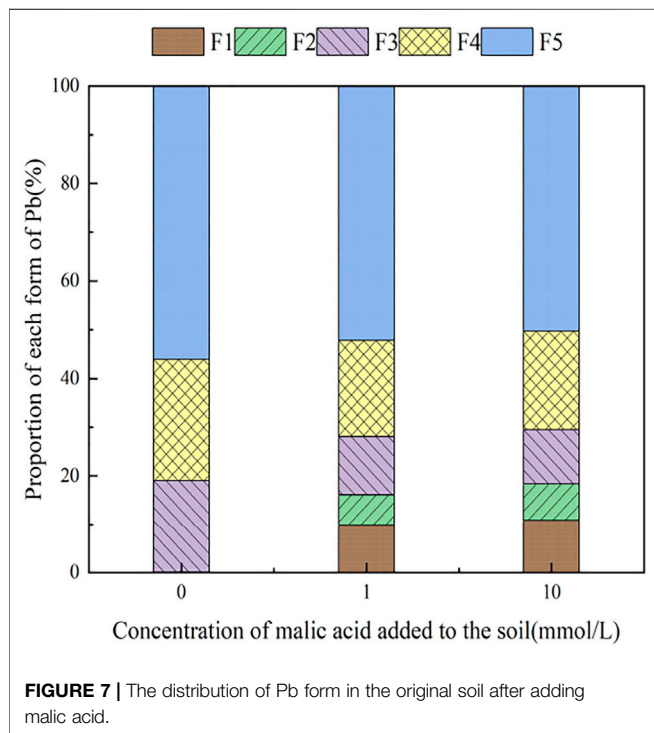 F1 F2 F3 F4 F5
100
80
60
40
20
0
Proportion of each form of Pb(%)
0 1 10
Concentration of malic acid added to the soil(mmol/L)
FIGURE 7 | The distribution of Pb form in the original soil after adding
malic acid.